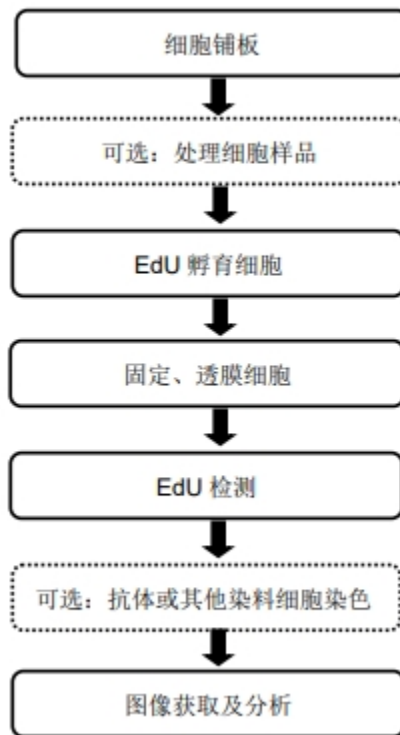 细胞铺板
可选：处理细胞样品
EdU 孵育细胞
固定、透膜细胞
EdU 检测
可选：抗体或其他染料细胞染色
图像获取及分析